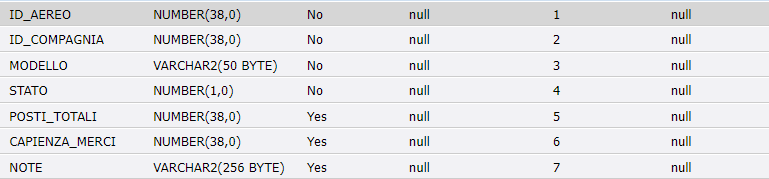 ID_AEREO NUMBER(38,0) No null 1 null
ID_COMPAGNIA NUMBER(38,0) No null 2 null
MODELLO VARCHAR2(50 BYTE) No null 3 null
STATO NUMBER(1,0) No null 4 null
POSTI_TOTALI NUMBER(38,0) Yes null 5 null
CAPIENZA_MERCI NUMBER(38,0) Yes null 6 null
NOTE VARCHAR2(256 BYTE) Yes null 7 null